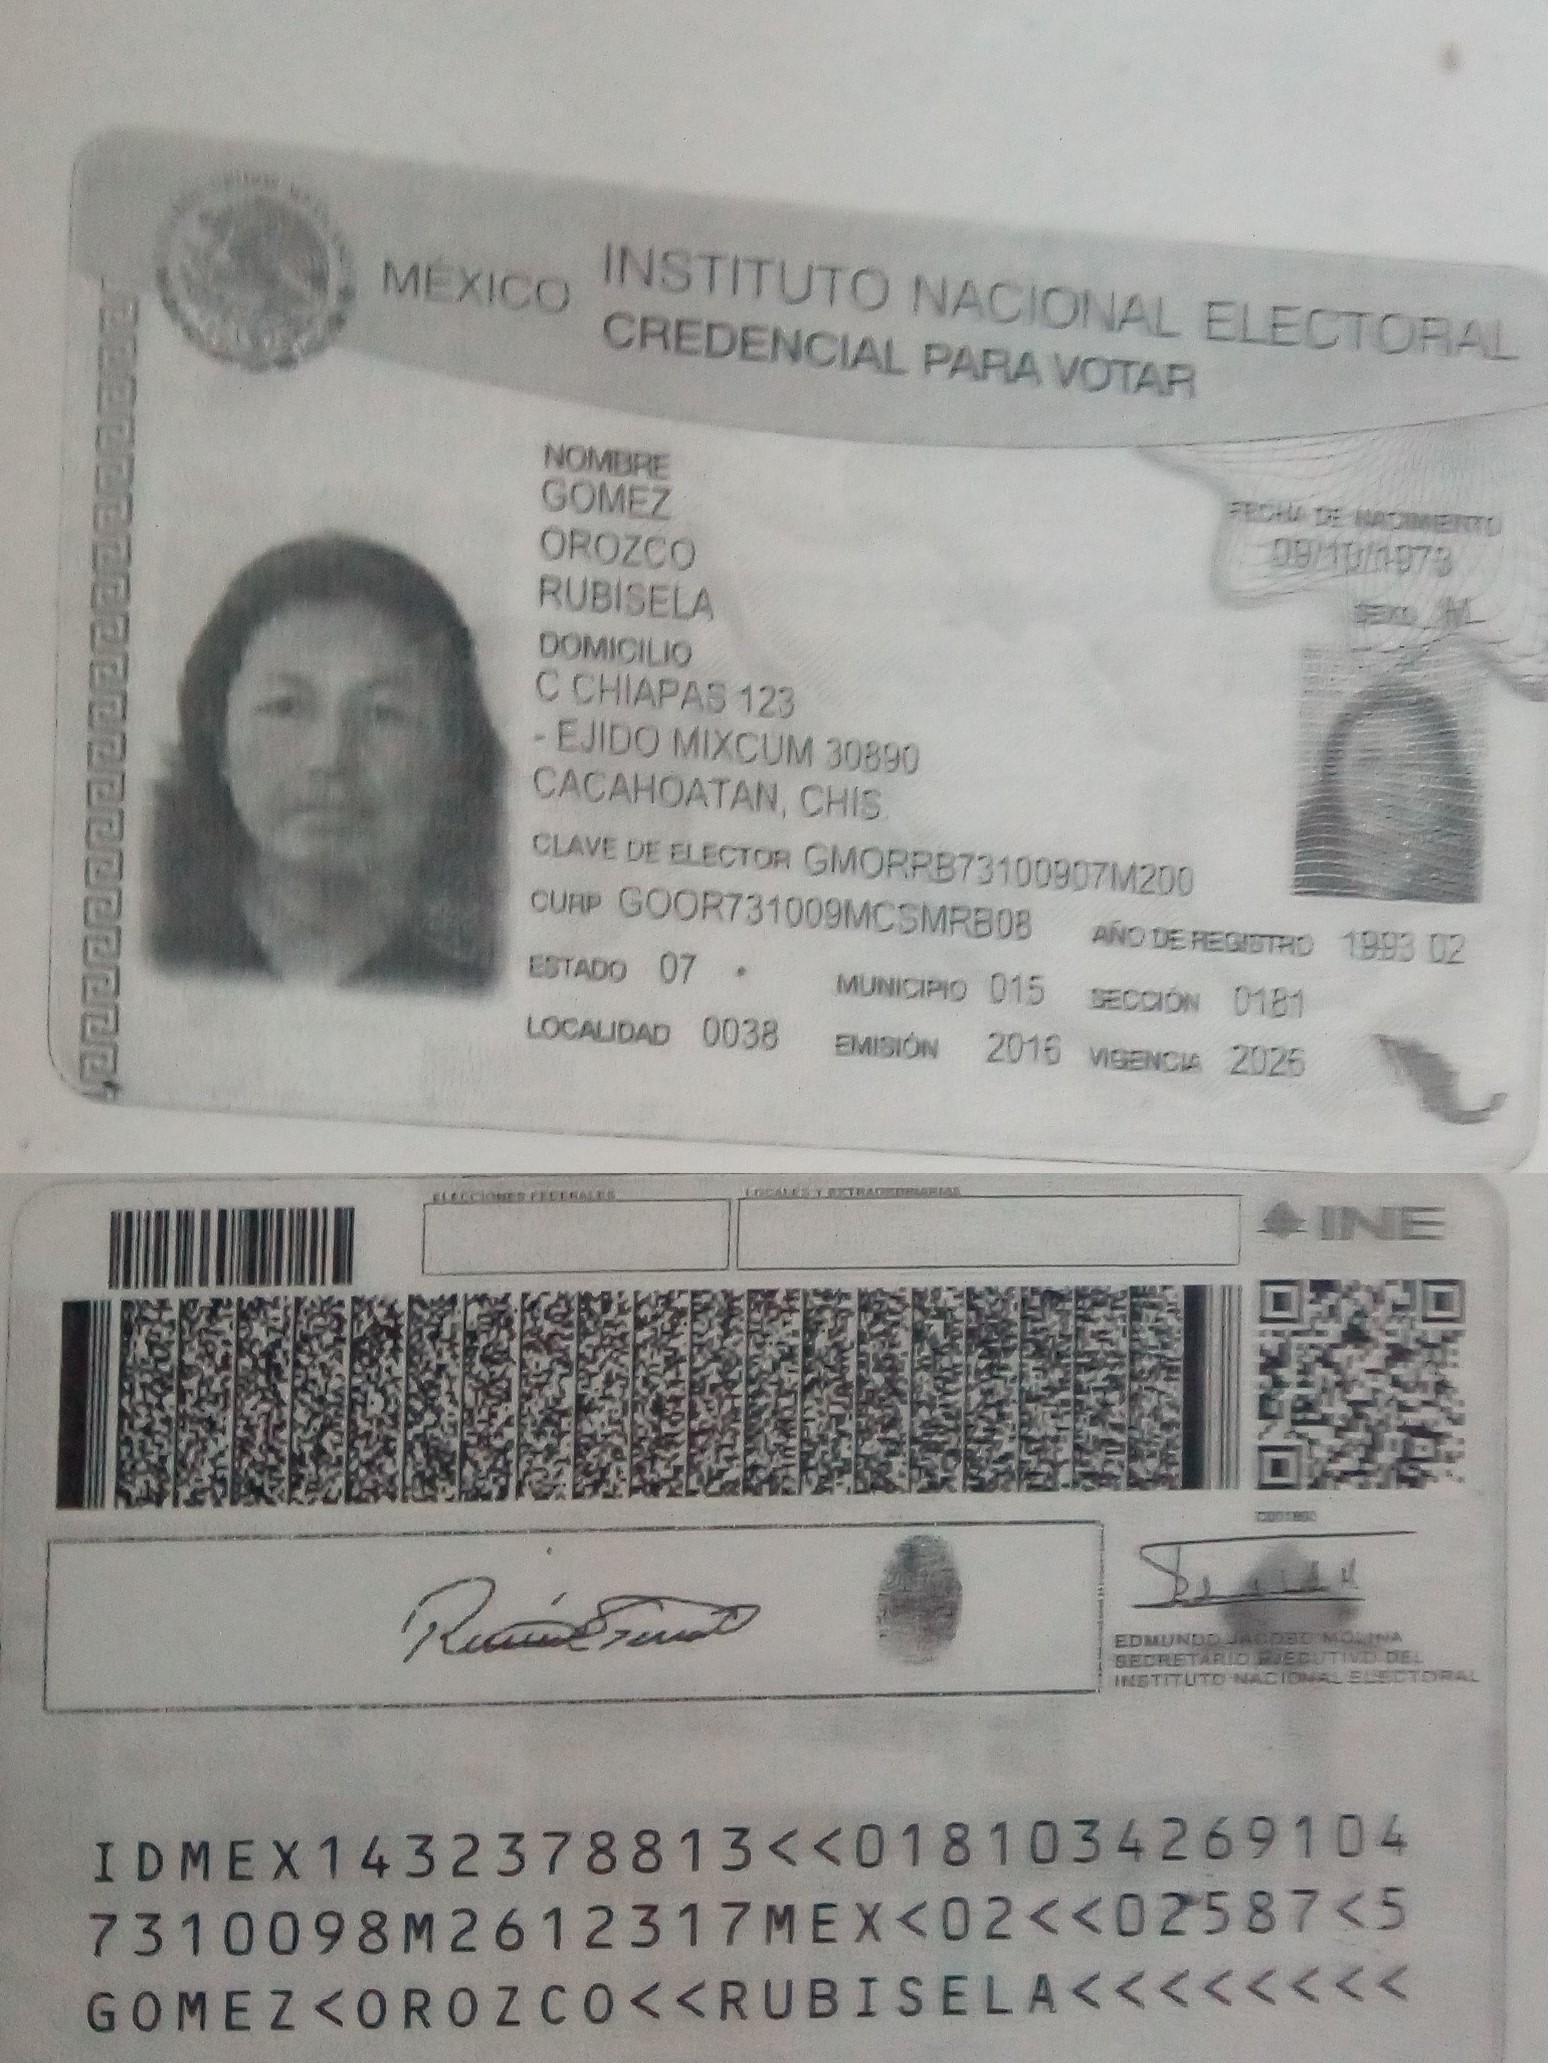 MÉXICO
INSTITUTO NACIONAL ELECTORAL
CREDENCIAL PARA VOTAR
NOMBRE
GOMEZ
OROZCO
RUBISELA
FECHA DE NACIMIENTO
09/10/1973
SEXO M
DOMICILIO
C CHIAPAS 123
- EJIDO MIXCUM 30890
CACAHOATAN, CHIS.
CLAVE DE ELECTOR GMORRB73100907M200
CURP GOOR731009MCSMRB08
AÑO DE REGISTRO 1993 02
ESTADO 07
MUNICIPIO 015
SECCIÓN 0181
LOCALIDAD 0038
EMISIÓN 2016
VIGENCIA 2026
ELECCIONES FEDERALES
LOCALES Y EXTRAORDINARIAS
INE
EDMUNDO JACOBO MOLINA
SECRETARIO EJECUTIVO DEL
INSTITUTO NACIONAL ELECTORAL
IDMEX1432378813<<0181034269104
7310098M2612317MEX<02<<02587<5
GOMEZ<OROZCO<<RUBISELA<<<<<<<<